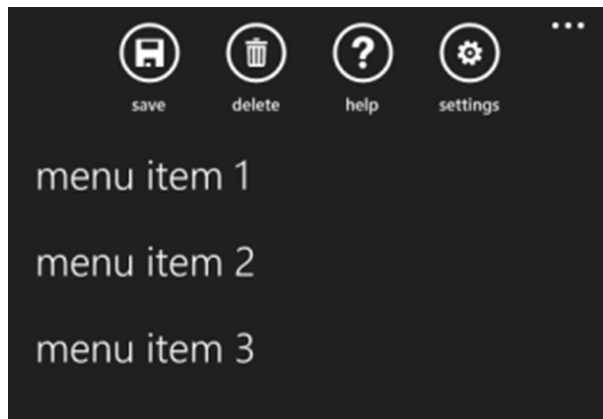 save delete help settings
menu item 1
menu item 2
menu item 3